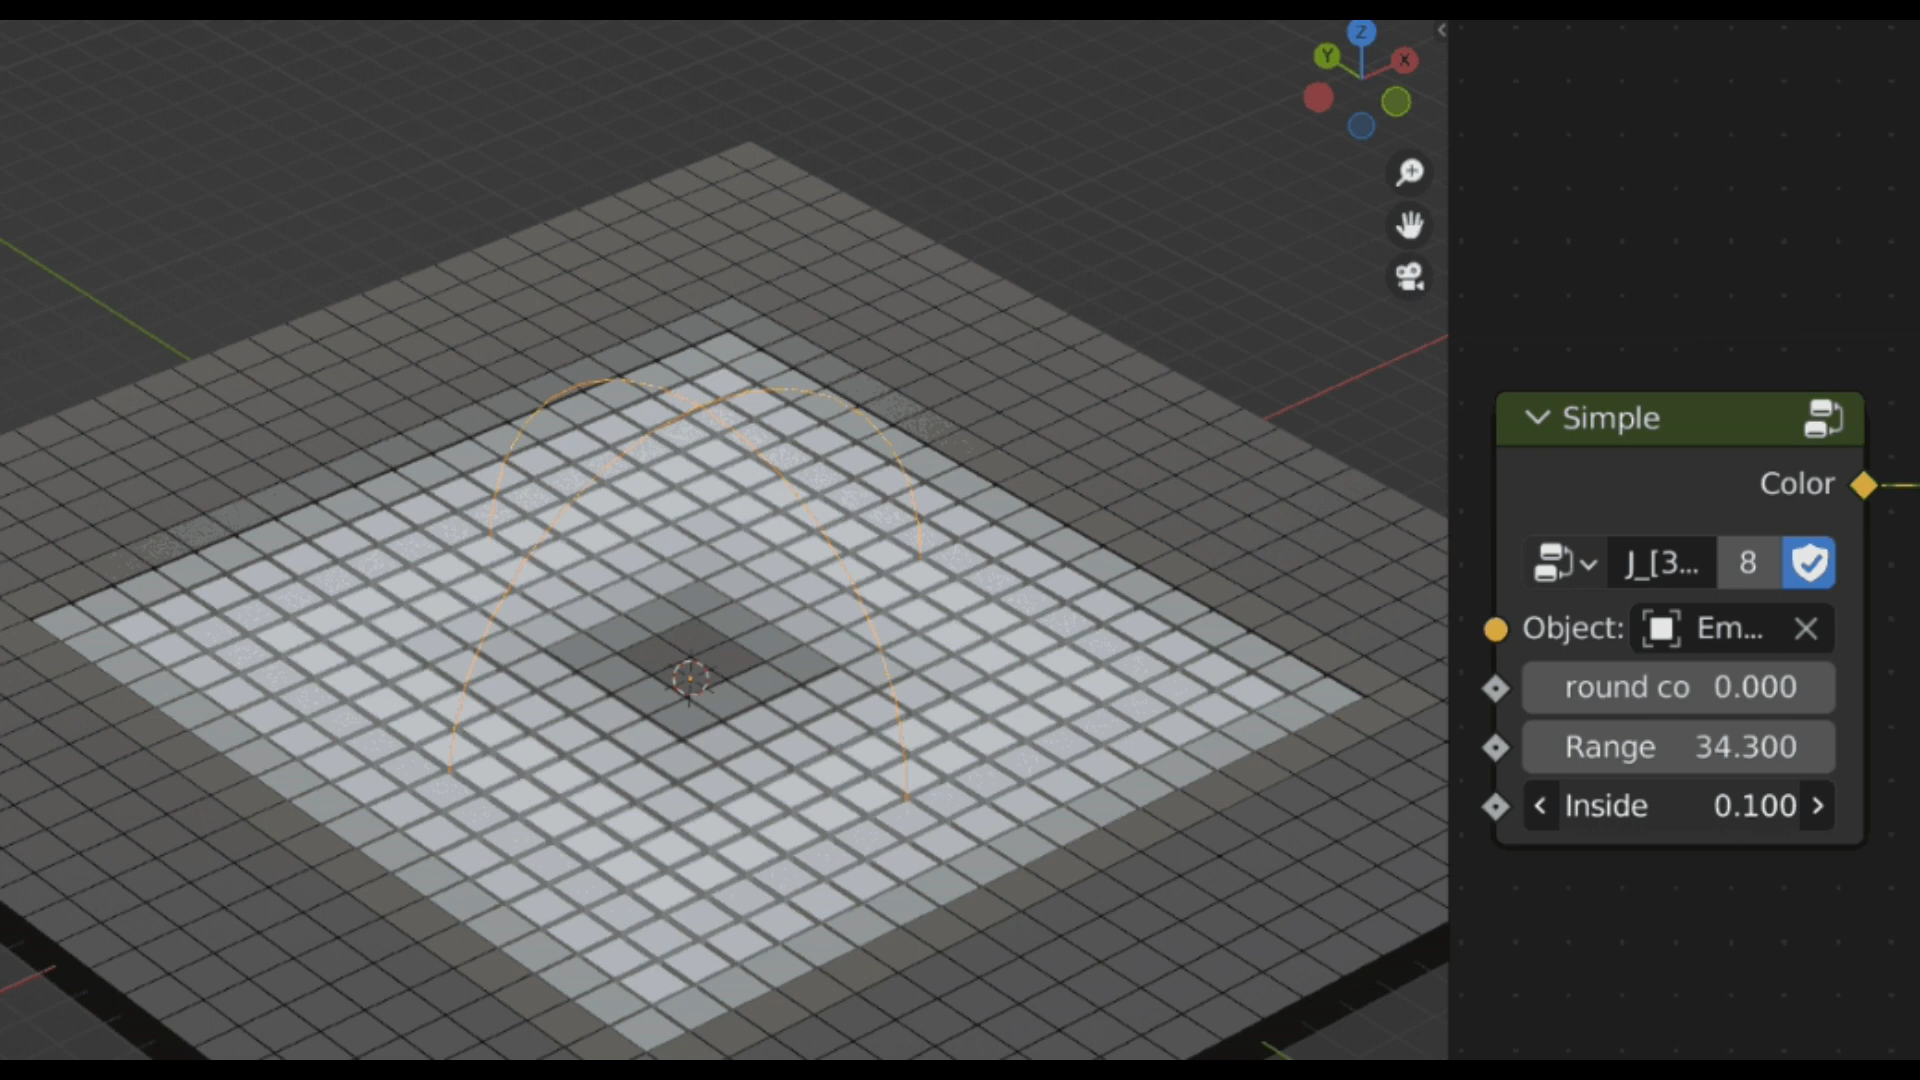 Z
Y
X
Simple
Color
J_[3... 8
Object: Em...
round co 0.000
Range 34.300
Inside 0.100